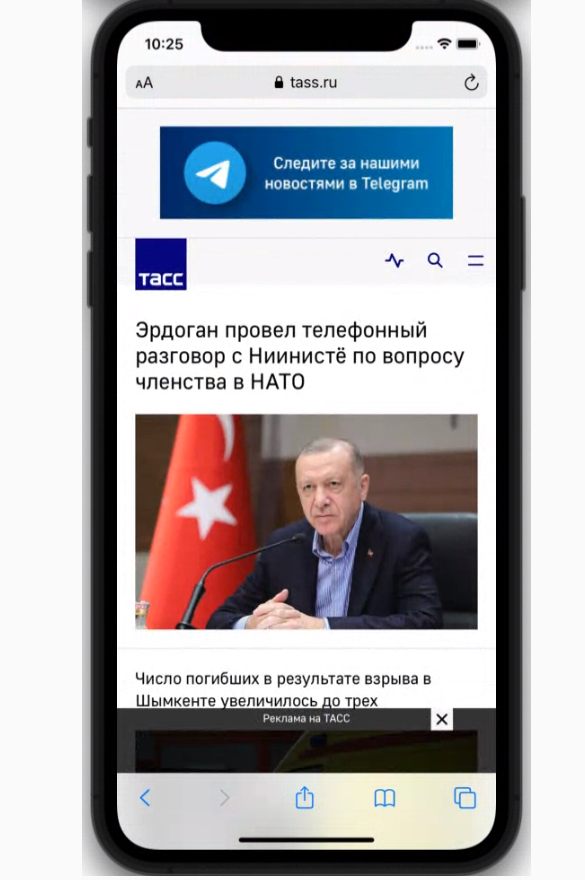 10:25
AA
tass.ru
Следите за нашими
новостями в Telegram
ТАСС
Эрдоган провел телефонный
разговор с Ниинистё по вопросу
членства в НАТО
Число погибших в результате взрыва в
Шымкенте увеличилось до трех
Реклама на ТАСС